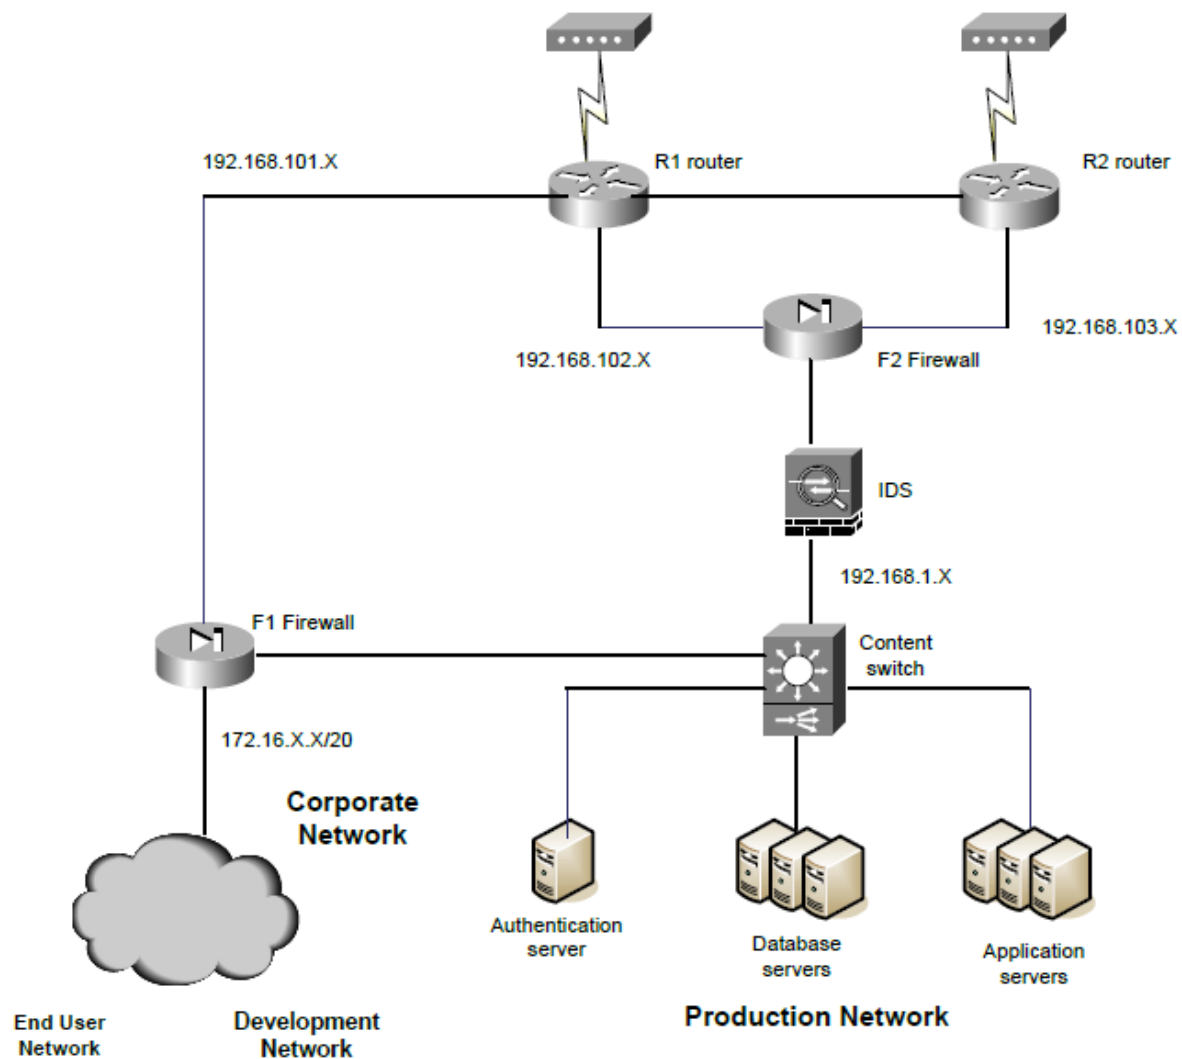 192.168.101.X
R1 router
R2 router
192.168.102.X
F2 Firewall
192.168.103.X
IDS
192.168.1.X
F1 Firewall
Content
switch
172.16.X.X/20
Corporate
Network
Authentication
server
Database
servers
Application
servers
Production Network
End User
Network
Development
Network